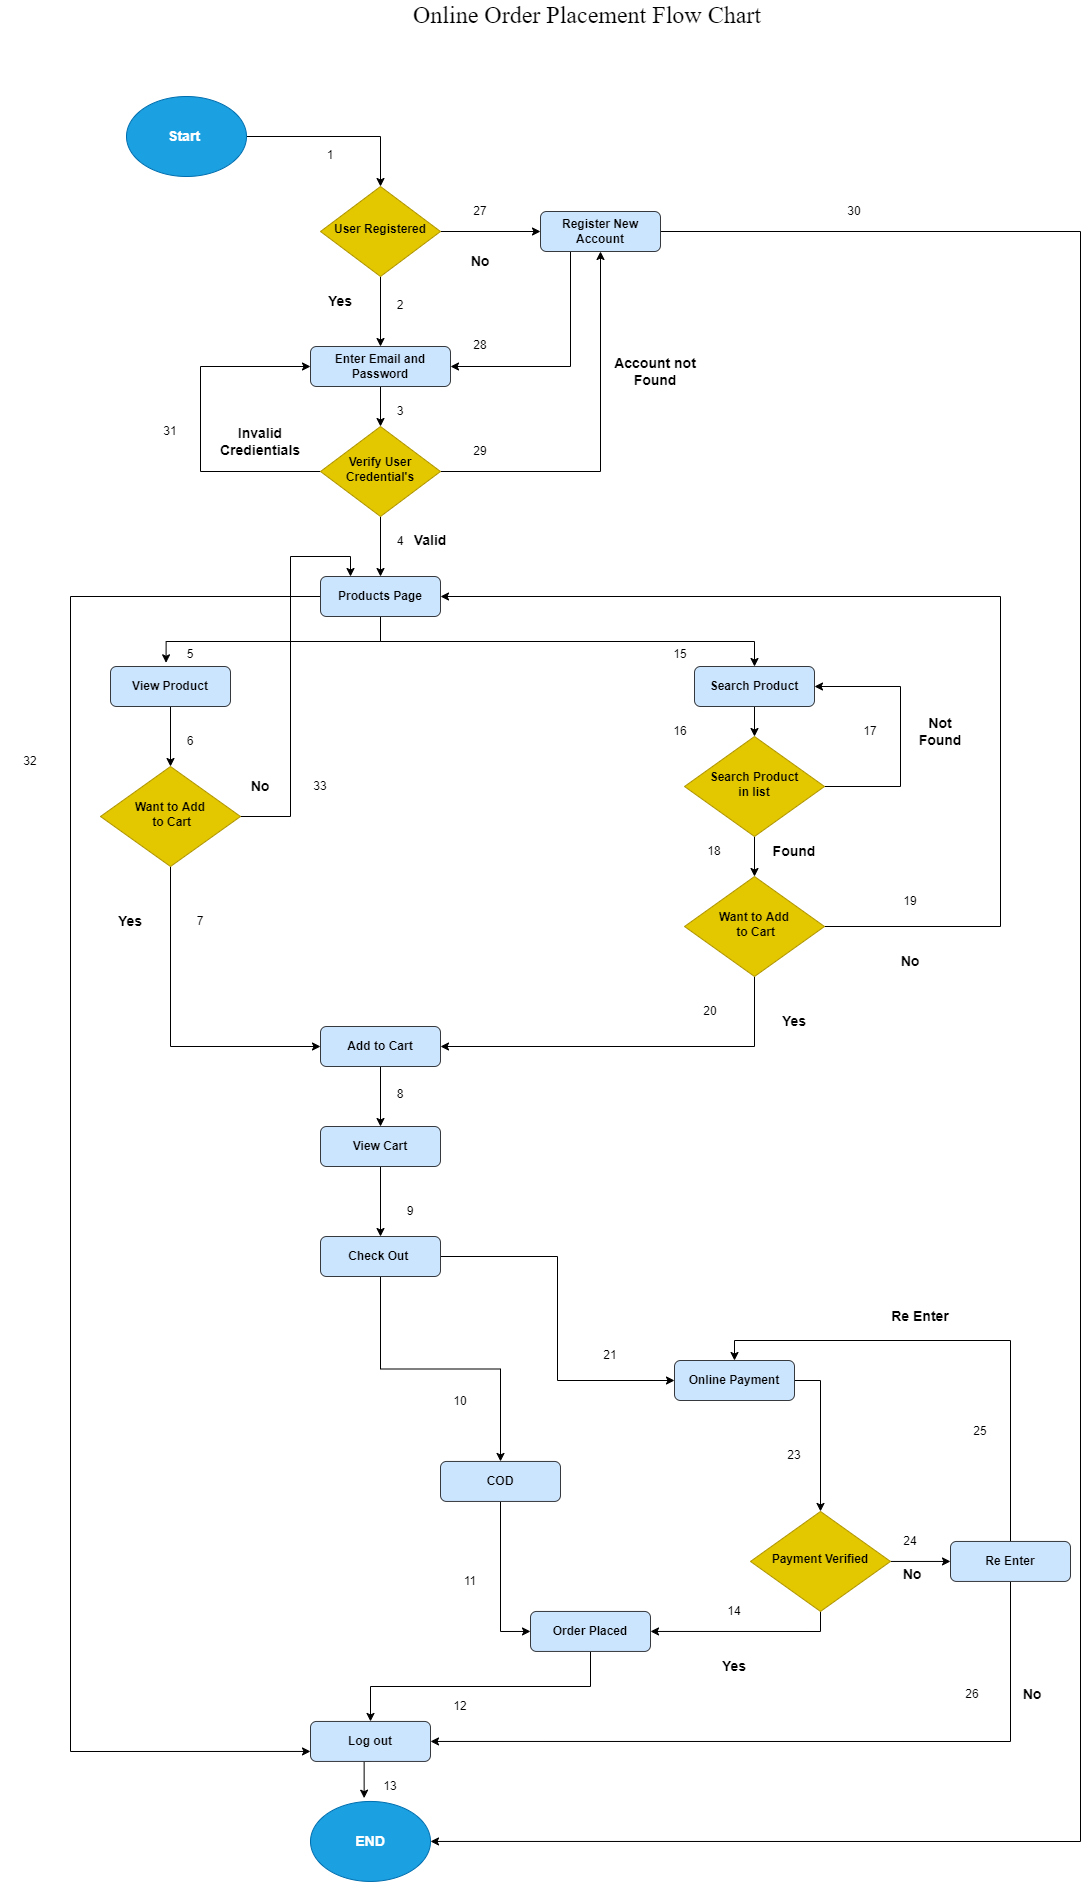 Online Order Placement Flow Chart
Start
1
User Registered
27
No
Register New
Account
30
Yes
2
28
Enter Email and
Password
Account not
Found
31
3
Invalid
Credientials
29
Verify User
Credential's
4
Valid
Products Page
5
15
View Product
Search Product
6
16
17
Not
Found
32
No
33
Search Product
in list
Want to Add
to Cart
18
Found
Yes
7
Want to Add
to Cart
19
No
20
Yes
Add to Cart
8
View Cart
9
Check Out
Re Enter
21
Online Payment
10
25
23
COD
Payment Verified
24
No
Re Enter
11
14
Order Placed
Yes
26
No
12
Log out
13
END